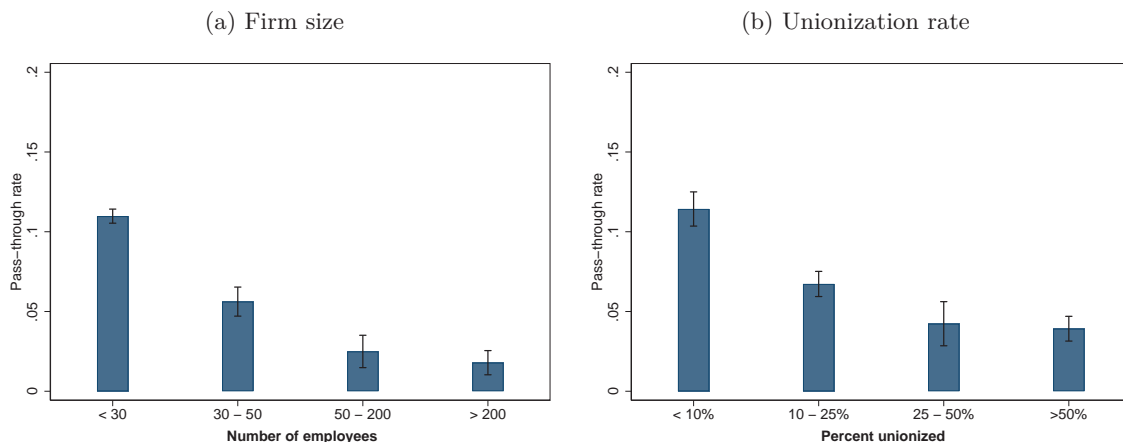 (a) Firm size
Pass−through rate
.2
.15
.1
.05
0
< 30
30 − 50
50 − 200
> 200
Number of employees
(b) Unionization rate
Pass−through rate
.2
.15
.1
.05
0
< 10%
10 − 25%
25 − 50%
>50%
Percent unionized